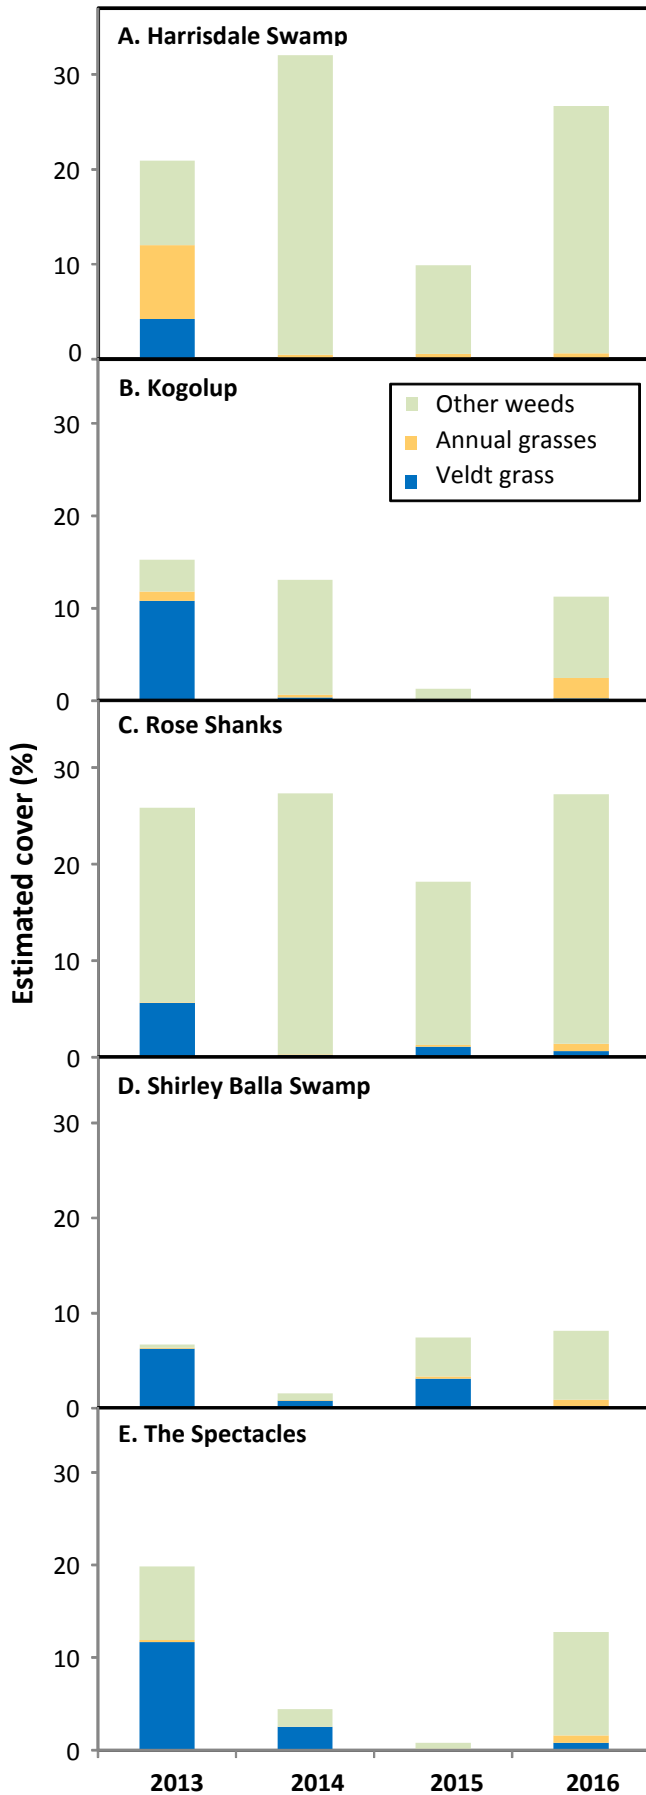 A. Harrisdale Swamp
30
20
10
0
B. Kogolup
Other weeds
Annual grasses
Veldt grass
30
20
10
0
C. Rose Shanks
30
20
10
0
Estimated cover (%)
D. Shirley Balla Swamp
30
20
10
0
E. The Spectacles
30
20
10
0
2013 2014 2015 2016